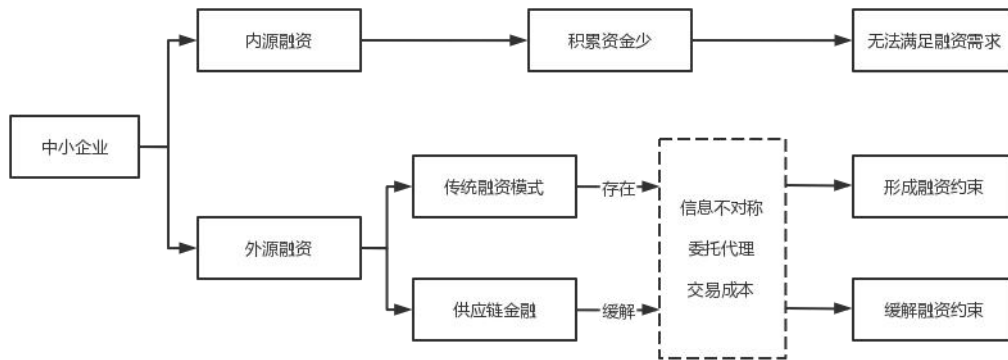 内源融资
积累资金少
无法满足融资需求
中小企业
传统融资模式
存在
信息不对称
委托代理
交易成本
形成融资约束
外源融资
供应链金融
缓解
缓解融资约束